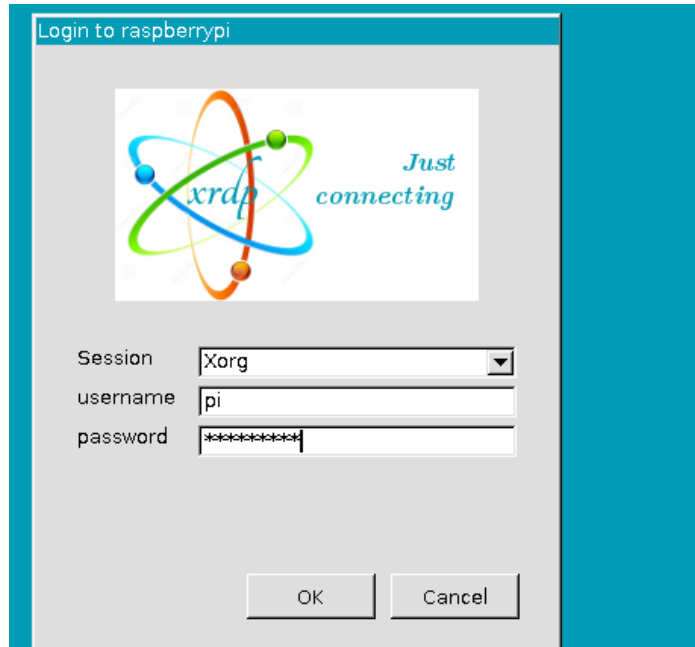 Login to raspberrypi
xrdp
Just
connecting
Session Xorg
username pi
password *********
OK Cancel